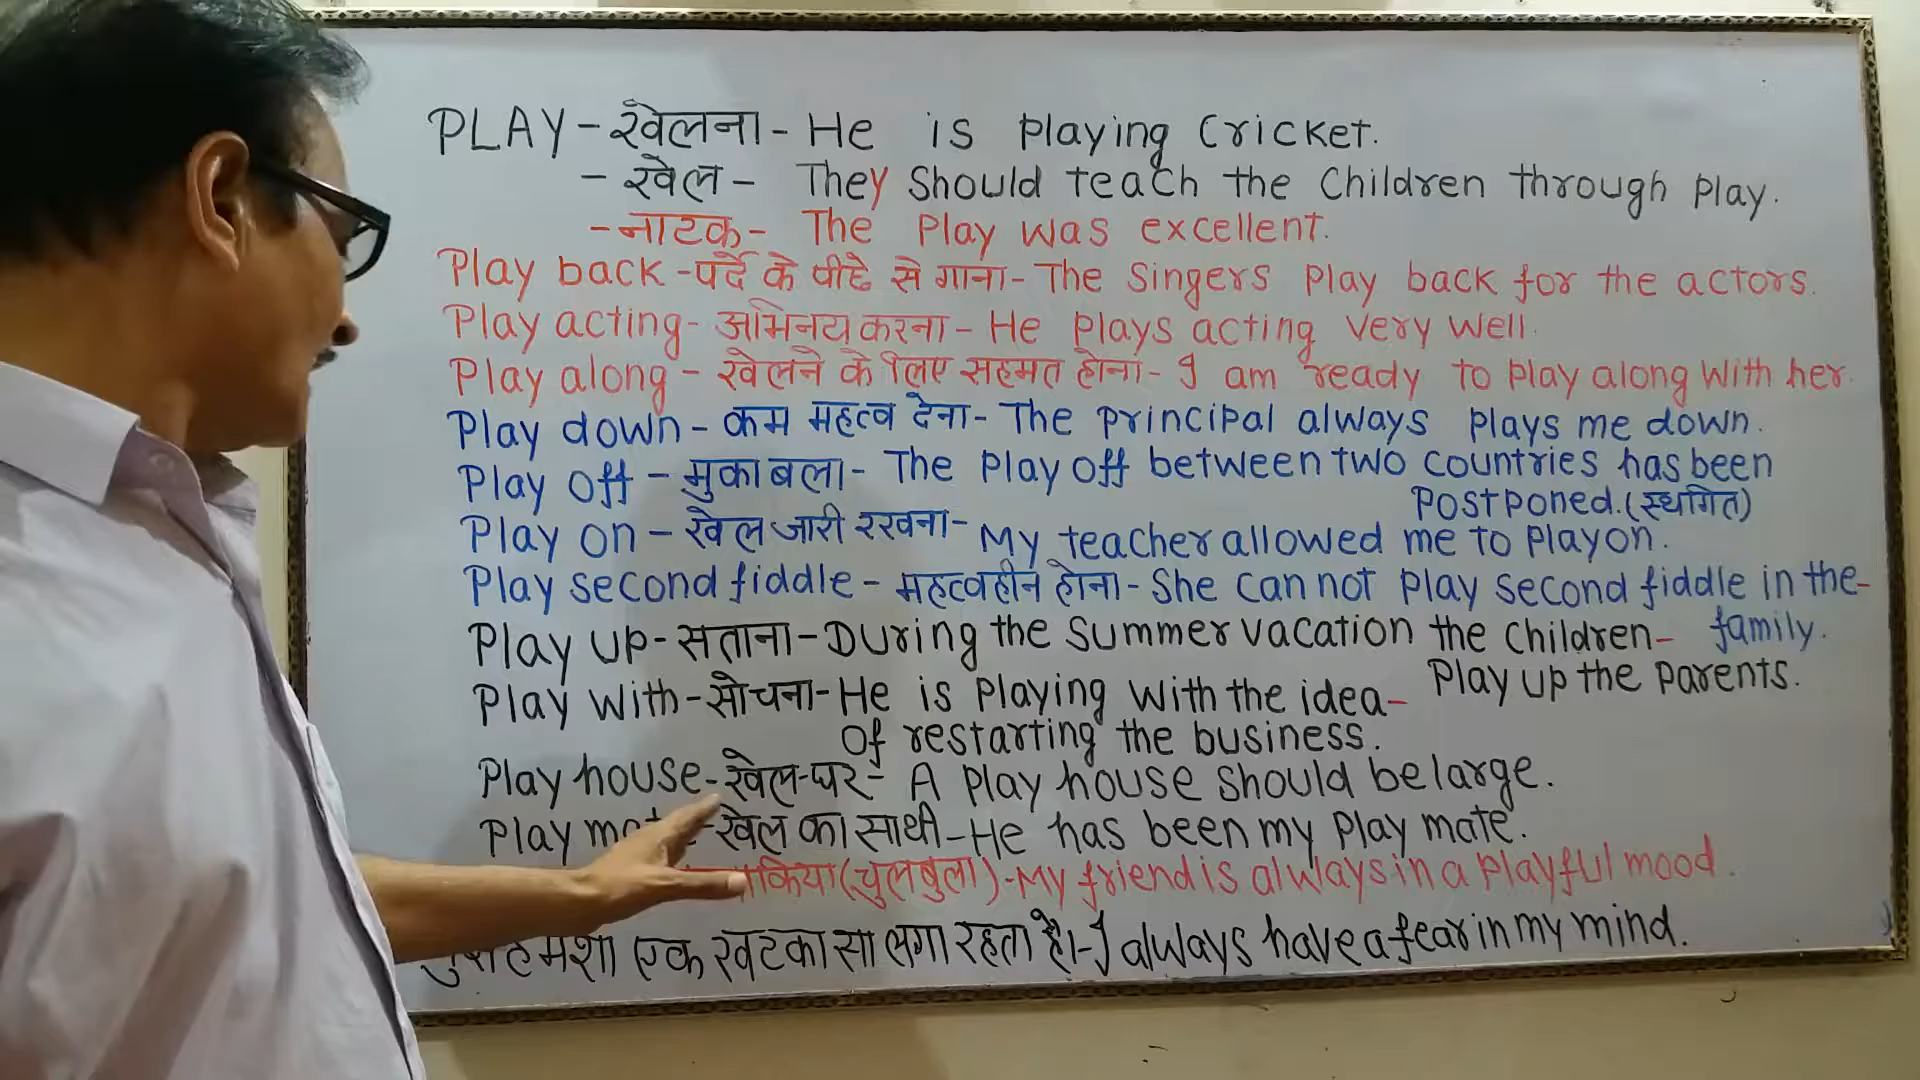 PLAY - खेलना - He is Playing Cricket.
- खेल - They Should teach the Children through Play.
- नाटक - The Play was excellent.
Play back - पर्दे के पीछे से गाना - The Singers Play back for the actors.
Play acting - अभिनय करना - He Plays acting very well.
Play along - खेलने के लिए सहमत होना - I am ready to Play along with her.
Play down - कम महत्व देना - The Principal always Plays me down.
Play off - मुकाबला - The Play off between two countries has been
Postponed. (स्थगित)
Play on - खेल जारी रखना - My teacher allowed me to Play on.
Play second fiddle - महत्वहीन होना - She can not Play second fiddle in the-
family.
Play up - सताना - During the summer vacation the children-
Play up the Parents.
Play with - सोचना - He is Playing with the idea-
of restarting the business.
Play house - खेल-घर - A Play house should be large.
Play mate - खेल का साथी - He has been my Play mate.
(चुलबुला) - My friend is always in a Playful mood.
एक खटका सा लगा रहता है। - I always have a fear in my mind.